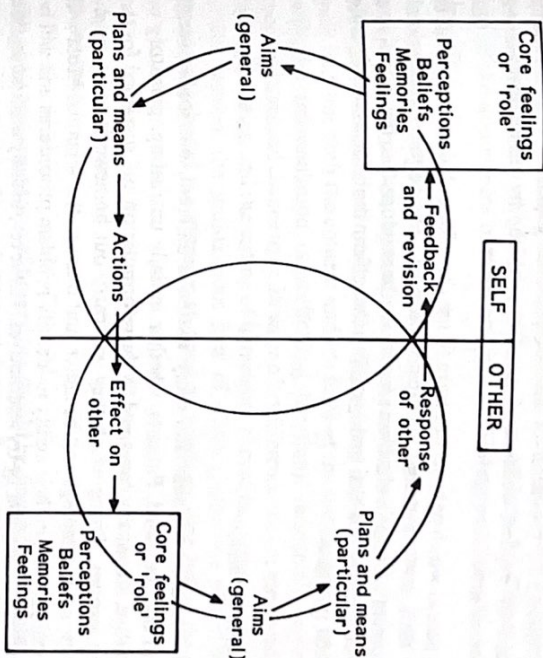 SELF
OTHER
Core feelings
or 'role'
Perceptions
Beliefs
Memories
Feelings
Aims
(general)
Plans and means
(particular)
Actions
Effect on
other
Core feelings
or 'role'
Perceptions
Beliefs
Memories
Feelings
Aims
(general)
Plans and means
(particular)
Response
of other
Feedback
and revision